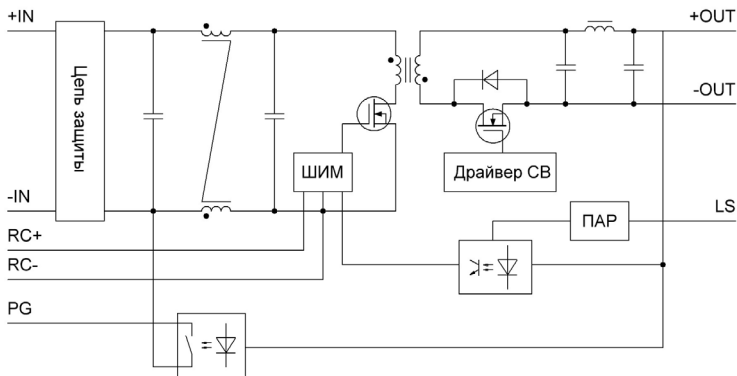 +IN
+OUT
Цепь защиты
-OUT
ШИМ
Драйвер СВ
-IN
LS
ПАР
RC+
RC-
PG